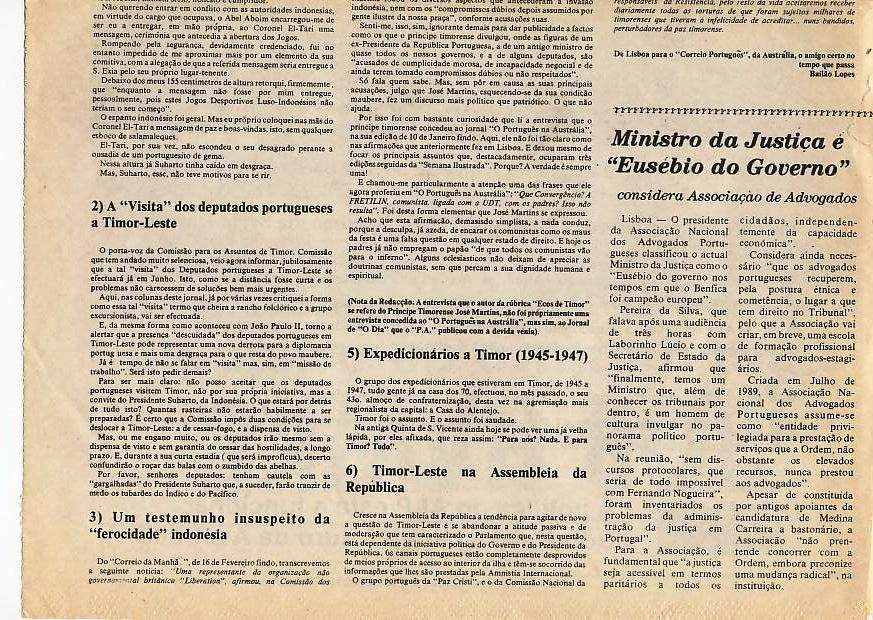 Não querendo entrar em conflito com as autoridades indonésias,
em virtude do cargo que ocupava, o Abel Aboim encarregou-me de
ser eu a entregar, em mão própria, ao Coronel El-Tari uma
mensagem, cerimónia que antecedia a abertura dos Jogos.
Rompendo pela segurança, devidamente credenciado, fui no
entanto impedido de me aproximar mais por um elemento da sua
comitiva, com a alegação de que a referida mensagem seria entregue a
S. Exia pelo seu próprio lugar-tenente.
Debaixo dos meus 155 centímetros de altura retorqui, firmemente,
que "enquanto a mensagem não fosse por mim entregue,
pessoalmente, pois estes Jogos Desportivos Luso-Indonésios não
teriam o seu começo".
O espanto indonésio foi geral. Mas eu próprio coloquei nas mãos do
Coronel El-Tari a mensagem de paz e boas-vindas, isto, sem qualquer
esboço de salamaleques.
El-Tari, por sua vez, não escondeu o seu desagrado perante a
ousadia de um portuguesito de gema.
Nessa altura já Suharto tinha caído em desgraça.
Mas, Suharto, esse, não teve motivos para se rir.
2) A "Visita" dos deputados portugueses
a Timor-Leste
O porta-voz da Comissão para os Assuntos de Timor. Comissão
que tem andado muito selenciosa, veio agora informar, jubilosamente
que a tal "visita" dos Deputados portugueses a Timor-Leste se
efectuará já em Junho. Isto, como se a distância fosse curta e os
problemas não carecessem de soluções bem mais urgentes.
Aqui, nas colunas deste jornal, já por várias vezes critiquei a forma
como essa tal "visita" termo que cheira a rancho folclórico e a grupo
excursionista, vai ser efectuada.
E, da mesma forma como aconteceu com João Paulo II, torno a
alertar que a presença "descuidada" dos deputados portugueses em
Timor-Leste pode representar uma nova derrota para a diplomania
portug uesa e mais uma desgraça para o que resta do povo maubere.
Já é tempo de não se falar em "visita" mas, sim, em "missão de
trabalho". Será isto pedir demais?
Para ser mais claro: não posso aceitar que os deputados
portugueses visitem Timor, não por sua própria iniciativa, mas a
convite do Presidente Suharto, da Indonésia. O que estará por detrás
de tudo isto? Quantas rasteiras não estarão habilmente a ser
preparadas? É certo que a Comissão impôs duas condições para se
deslocar a Timor-Leste: a de cessar-fogo, e a dispensa de visto.
Mas, ou me engano muito, ou os deputados irão mesmo sem a
dispensa de visto e sem garantia do cessar das hostilidades, a longo
prazo. E, durante a sua curta estadia ( que será improfícua), decerto
confundirão o roçar das balas com o zumbido das abelhas.
Por favor, senhores deputados: tenham cautela com as
"gargalhadas" do Presidente Suharto que, a suceder, farão tranzir de
medo os tubarões do Índico e do Pacífico.
3) Um testemunho insuspeito da
"ferocidade" indonésia
Do "Correio da Manhã", de 16 de Fevereiro findo, transcrevemos
a seguinte notícia: "Uma representante da organização não
governamental britânica "Liberation", afirmou, na Comissão dos
indonésia, nem com os "compromissos dúbios depois assumidos por
gente ilustre da nossa praça", conforme acusações suas.
Senti-me, isso sim, ignorante demais para dar publicidade a factos
como os que o príncipe timorense divulgou, onde as figuras de um
ex-Presidente da República Portuguesa, a de um antigo ministro de
quase todos os nossos governos, e a de alguns deputados, são
"acusados de cumplicidade morosa, de incapacidade negocial e de
ainda terem tomado compromissos dúbios ou não respeitados".
Só fala quem sabe. Mas, sem pôr em causa as suas principais
acusações, julgo que José Martins, esquecendo-se da sua condição
maubere, fez um discurso mais político que patriótico. O que não
ajuda.
Por isso foi com bastante curiosidade que li a entrevista que o
príncipe timorense concedeu ao jornal "O Português na Austrália",
na sua edição de 10 de Janeiro findo. Aqui, ele não foi tão claro como
nas afirmações que anteriormente fez em Lisboa. E deixou mesmo de
focar os principais assuntos que, destacadamente, ocuparam três
edições seguidas da "Semana Ilustrada". Porque? A verdade é sempre
uma!
E chamou-me particularmente a atenção uma das frases que ele
agora proferiu em "O Português na Austrália": "Que Convergência? A
FRETILIN, comunista, ligada com a UDT, com os padres? Isso não
resulta". Foi desta forma elementar que José Martins se expressou.
Acho que esta afirmação, demasiado simplista, a nada conduz,
porque a desculpa, já azeda, de encarar os comunistas como os maus
da festa é uma falsa questão em qualquer estado de direito. E hoje os
padres já não empregam o papão "de que todos os comunistas vão
para o inferno". Alguns eclesiásticos não deixam de apreciar as
doutrinas comunistas, sem que percam a sua dignidade humana e
espiritual.
(Nota da Redacção: A entrevista que o autor da rúbrica "Ecos de Timor"
se refere do Príncipe Timorense José Martins, não foi própriamente uma
entrevista concedida ao "O Português na Austrália", mas sim, ao Jornal
de "O Dia" que o "P.A." publicou com a devida vénia).
5) Expedicionários a Timor (1945-1947)
O grupo dos expedicionários que estiveram em Timor, de 1945 a
1947, tudo gente já na casa dos 70, efectuou, no mês passado, o seu
43o. almoço de confraternização, desta vez na agremiação mais
regionalista da capital: a Casa do Alentejo.
Timor foi o assunto. E o assunto foi saudade.
Na antiga Quinta de S. Vicente ainda hoje se pode ver uma já velha
lápida, por eles afixada, que reza assim: "Para nós? Nada. E para
Timor? Tudo".
6) Timor-Leste na Assembleia da
República
Cresce na Assembleia da República a tendência para agitar de novo
a questão de Timor-Leste e se abandonar a atitude passiva e de
moderação que tem caracterizado o Parlamento que, nesta questão,
está dependente da iniciativa política do Governo e do Presidente da
República. Os canais portugueses estão completamente desprovidos
de meios próprios de acesso ao interior da ilha e têm-se socorrido das
informações que lhes são prestadas pela Amnistia Internacional.
O grupo português da "Pax Cristi", e o da Comissão Nacional da
responsáveis da Resistência, pelo resto da vida aceitaremos receber
diariamente todas as torturas de que foram sujeitos milhares de
timorenses que tiveram a infelicidade de acreditar... nuns bandidos,
perturbadores da paz timorense.
De Lisboa para o "Correio Português", da Austrália, o amigo certo no
tempo que passa
Bailão Lopes
Ministro da Justiça é
"Eusébio do Governo"
considera Associação de Advogados
Lisboa — O presidente
da Associação Nacional
dos Advogados Portu-
gueses classificou o actual
Ministro da Justiça como o
"Eusébio do governo nos
tempos em que o Benfica
foi campeão europeu".
Pereira da Silva, que
falava após uma audiência
de três horas com
Laborinho Lúcio e com o
Secretário de Estado da
Justiça, afirmou que
"finalmente, temos um
Ministro que, além de
conhecer os tribunais por
dentro, é um homem de
cultura invulgar no pa-
norama político portu-
guês".
Na reunião, "sem dis-
cursos protocolares, que
seria de todo impossível
com Fernando Nogueira",
foram inventariados os
problemas da adminis-
tração da justiça em
Portugal".
Para a Associação, é
fundamental que "a justiça
seja acessível em termos
paritários a todos os
cidadãos, independen-
temente da capacidade
económica".
Considera ainda neces-
sário "que os advogados
portugueses recuperem,
pela postura étnica e
cometência, o lugar a que
tem direito no Tribunal".
pelo que a Associação vai
criar, em breve, uma escola
de formação profissional
para advogados-estagi-
ários.
Criada em Julho de
1989, a Associação Na-
cional dos Advogados
Portugueses assume-se
como "entidade privi-
legiada para a prestação de
serviços que a Ordem, não
obstante os elevados
recursos, nunca prestou
aos advogados".
Apesar de constituída
por antigos apoiantes da
candidatura de Medina
Carreira a bastonário, a
Associação "não pren-
tende concorrer com a
Ordem, embora preconize
uma mudança radical", na
instituição.